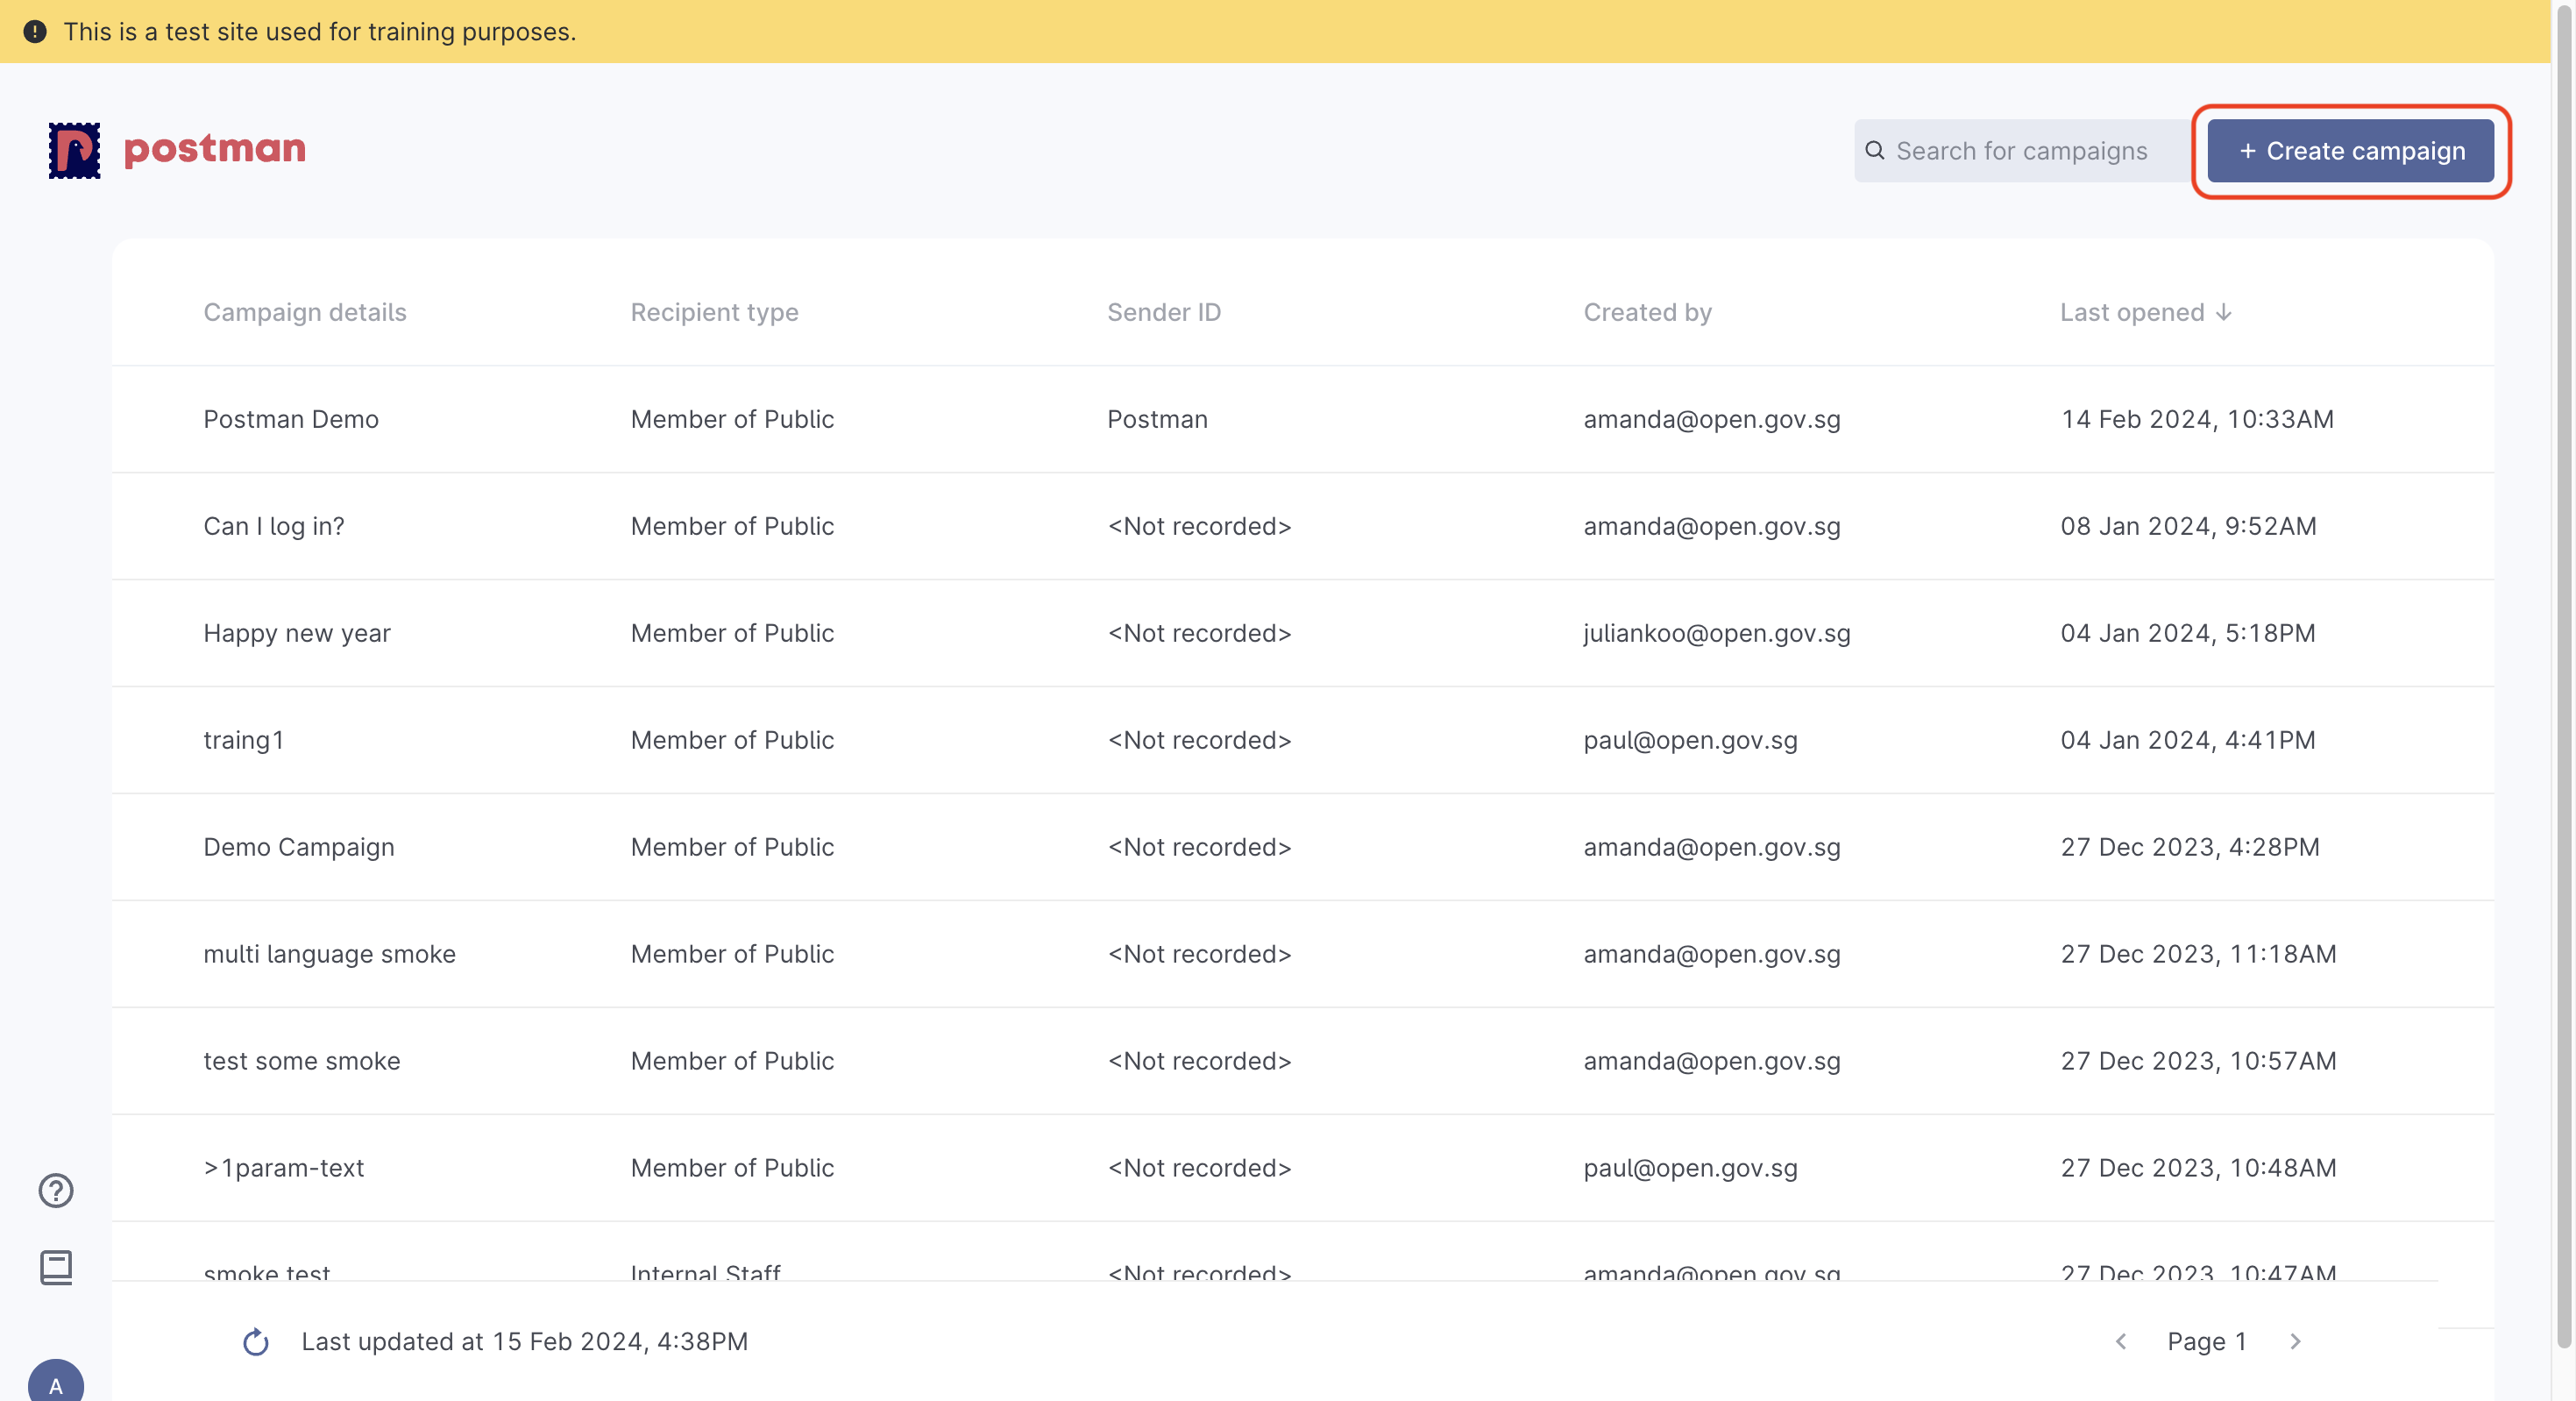 This is a test site used for training purposes.
postman
Search for campaigns
+ Create campaign
Campaign details Recipient type Sender ID Created by Last opened ↓
Postman Demo Member of Public Postman amanda@open.gov.sg 14 Feb 2024, 10:33AM
Can I log in? Member of Public <Not recorded> amanda@open.gov.sg 08 Jan 2024, 9:52AM
Happy new year Member of Public <Not recorded> juliankoo@open.gov.sg 04 Jan 2024, 5:18PM
traing1 Member of Public <Not recorded> paul@open.gov.sg 04 Jan 2024, 4:41PM
Demo Campaign Member of Public <Not recorded> amanda@open.gov.sg 27 Dec 2023, 4:28PM
multi language smoke Member of Public <Not recorded> amanda@open.gov.sg 27 Dec 2023, 11:18AM
test some smoke Member of Public <Not recorded> amanda@open.gov.sg 27 Dec 2023, 10:57AM
>1param-text Member of Public <Not recorded> paul@open.gov.sg 27 Dec 2023, 10:48AM
smoke test Internal Staff <Not recorded> amanda@open.gov.sg 27 Dec 2023, 10:47AM
Last updated at 15 Feb 2024, 4:38PM
Page 1
A